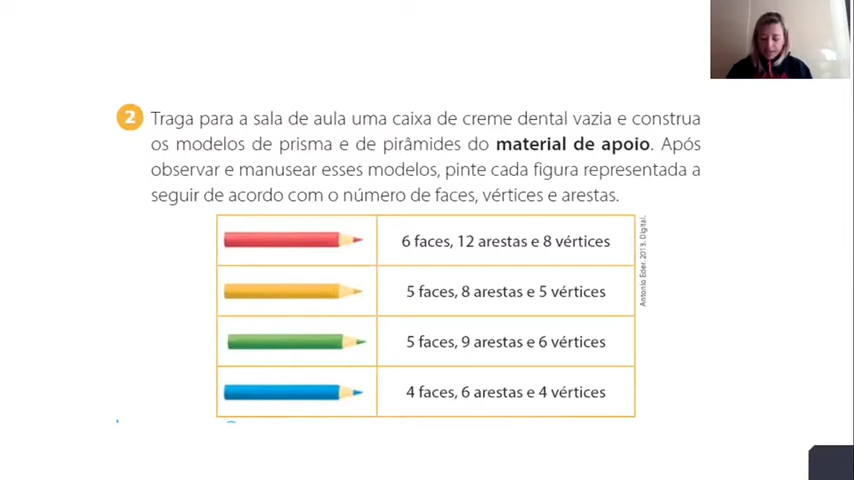 2 Traga para a sala de aula uma caixa de creme dental vazia e construa
os modelos de prisma e de pirâmides do material de apoio. Após
observar e manusear esses modelos, pinte cada figura representada a
seguir de acordo com o número de faces, vértices e arestas.
6 faces, 12 arestas e 8 vértices
5 faces, 8 arestas e 5 vértices
5 faces, 9 arestas e 6 vértices
4 faces, 6 arestas e 4 vértices
Antonio Eder. 2013. Digital.